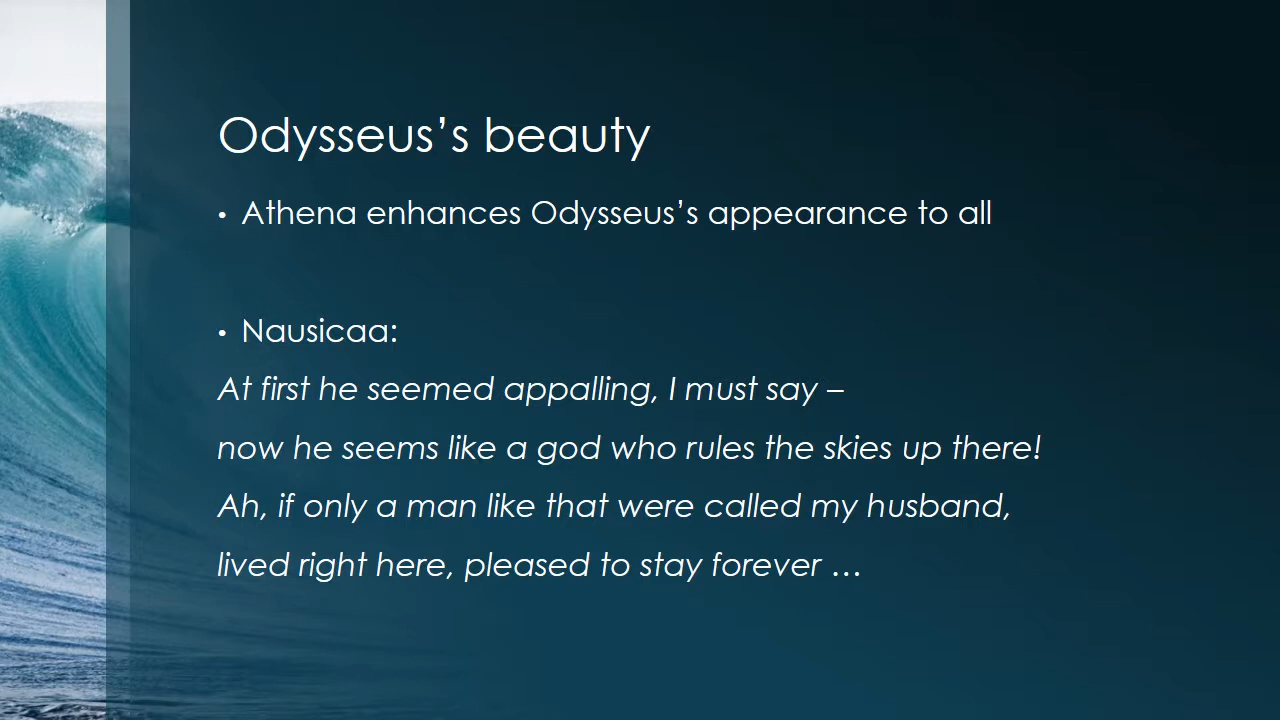 Odysseus’s beauty
• Athena enhances Odysseus’s appearance to all
• Nausicaa:
At first he seemed appalling, I must say –
now he seems like a god who rules the skies up there!
Ah, if only a man like that were called my husband,
lived right here, pleased to stay forever …